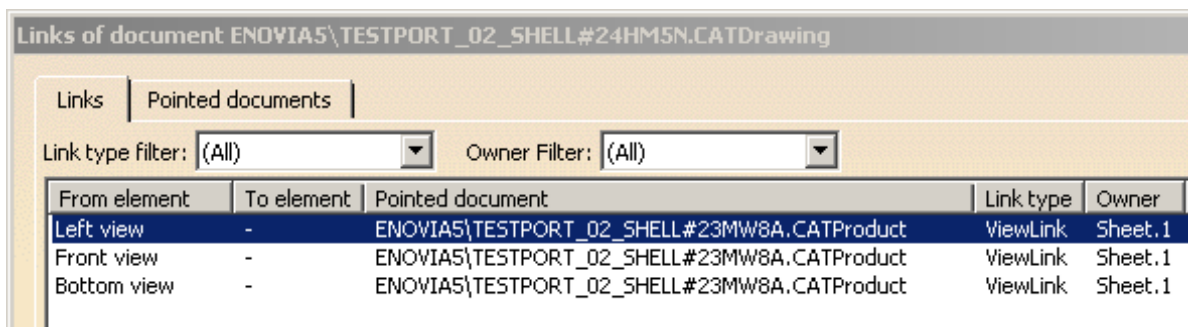 Links of document ENOVIA5\TESTPORT_02_SHELL#24HM5N.CATDrawing
Links Pointed documents
Link type filter: (All) Owner Filter: (All)
From element To element Pointed document Link type Owner
Left view - ENOVIA5\TESTPORT_02_SHELL#23MW8A.CATProduct ViewLink Sheet.1
Front view - ENOVIA5\TESTPORT_02_SHELL#23MW8A.CATProduct ViewLink Sheet.1
Bottom view - ENOVIA5\TESTPORT_02_SHELL#23MW8A.CATProduct ViewLink Sheet.1